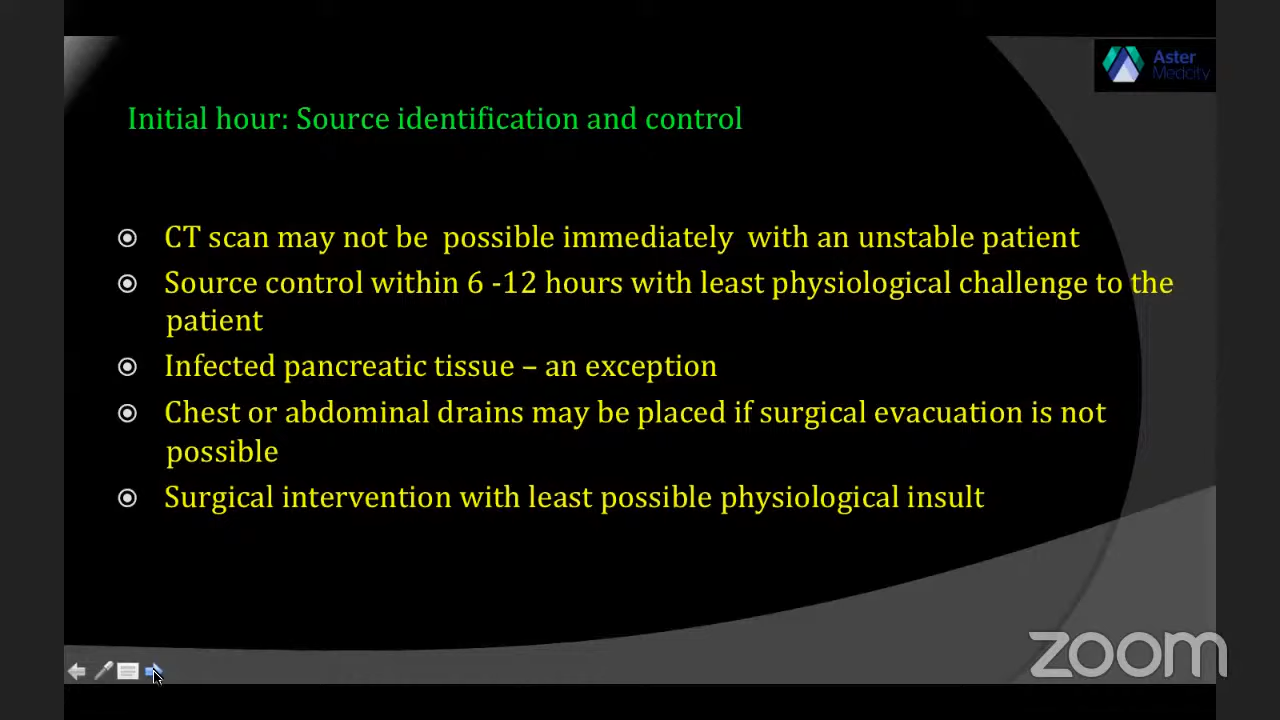 Aster
Medcity
Initial hour: Source identification and control
CT scan may not be possible immediately with an unstable patient
Source control within 6 -12 hours with least physiological challenge to the
patient
Infected pancreatic tissue – an exception
Chest or abdominal drains may be placed if surgical evacuation is not
possible
Surgical intervention with least possible physiological insult
zoom